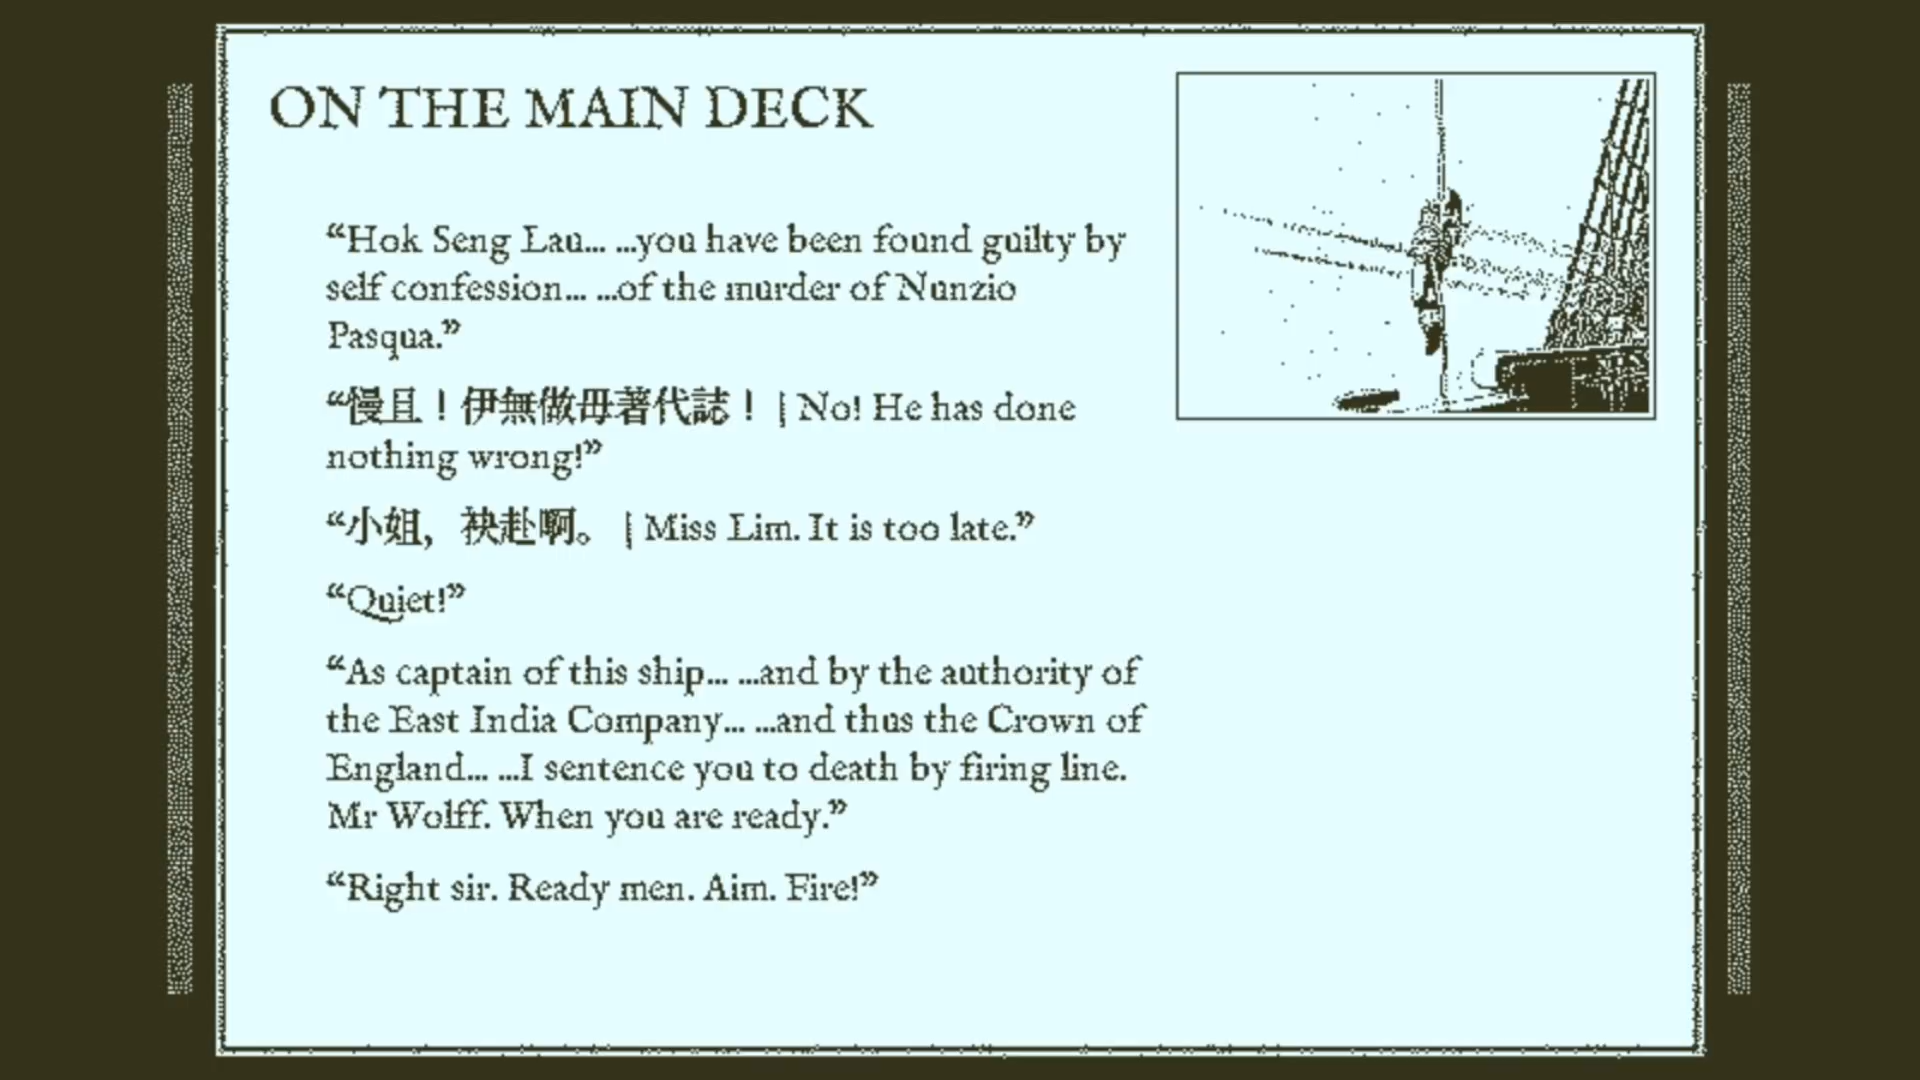 ON THE MAIN DECK
“Hok Seng Lau... ...you have been found guilty by
self confession... ...of the murder of Nunzio
Pasqua.”
“慢且！伊無做毋著代誌！ | No! He has done
nothing wrong!”
“小姐，袂赴啊。 | Miss Lim. It is too late.”
“Quiet!”
“As captain of this ship... ...and by the authority of
the East India Company... ...and thus the Crown of
England... ...I sentence you to death by firing line.
Mr Wolff. When you are ready.”
“Right sir. Ready men. Aim. Fire!”